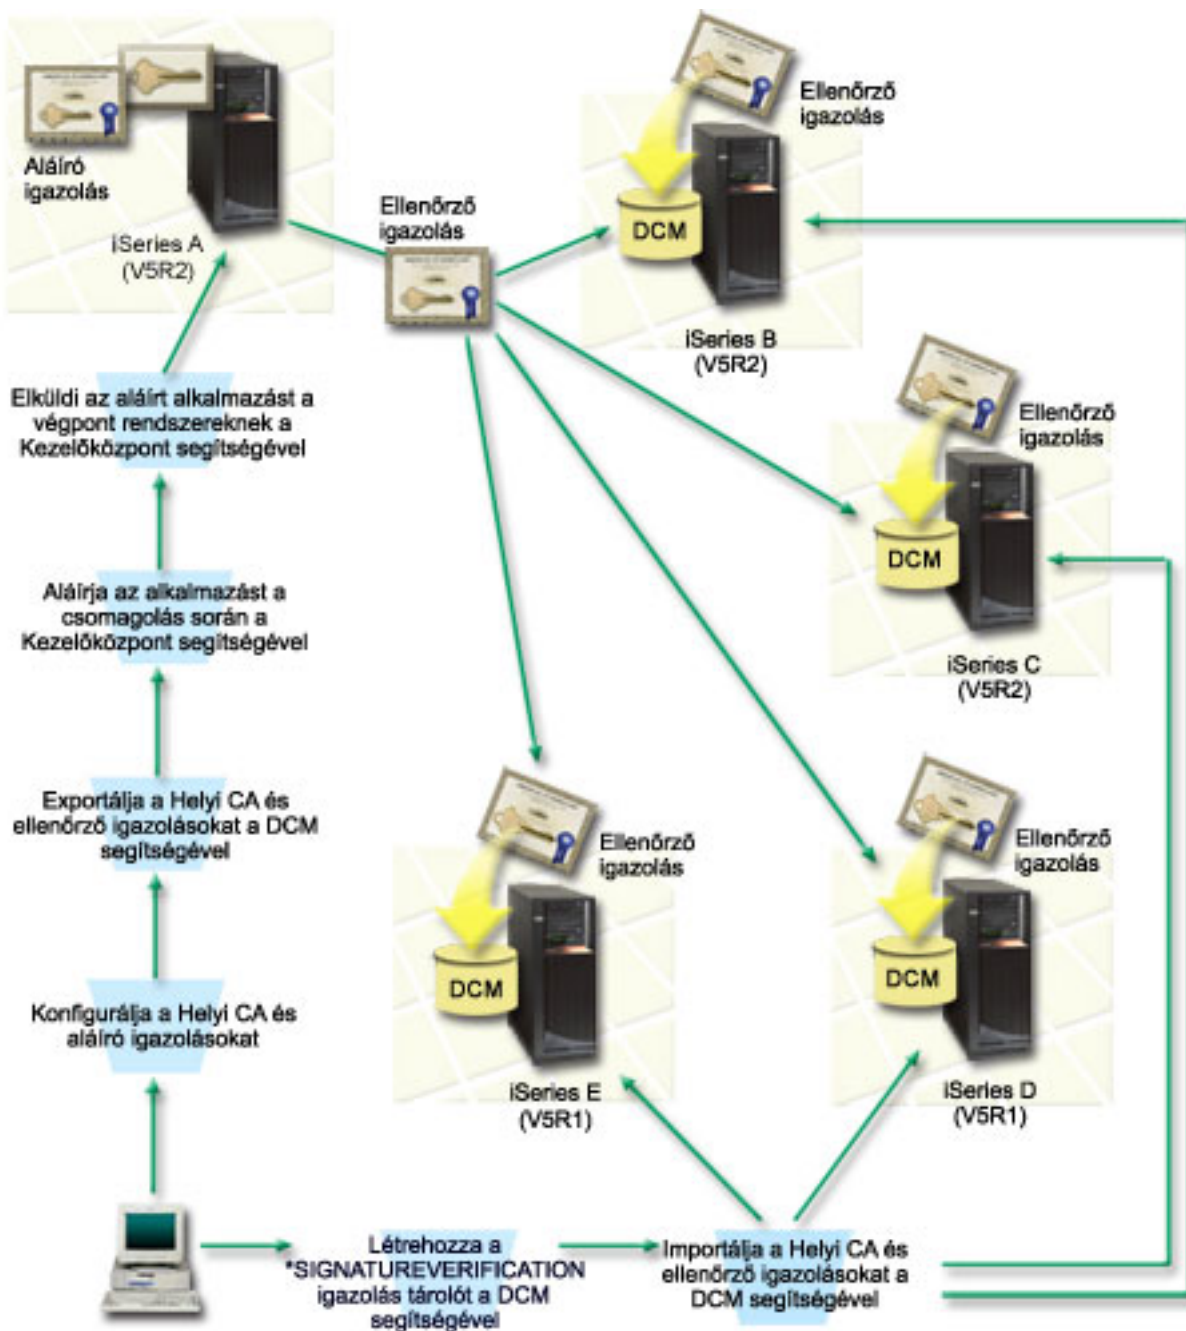 Aláíró
igazolás
iSeries A
(V5R2)
Ellenőrző
igazolás
Ellenőrző
igazolás
DCM
iSeries B
(V5R2)
Ellenőrző
igazolás
DCM
iSeries C
(V5R2)
Elküldi az aláírt alkalmazást a
végpont rendszereknek a
Kezelőközpont segítségével
Aláírja az alkalmazást a
csomagolás során a
Kezelőközpont segítségével
Exportálja a Helyi CA és
ellenőrző igazolásokat a DCM
segítségével
Konfigurálja a Helyi CA és
aláíró igazolásokat
Ellenőrző
igazolás
DCM
iSeries E
(V5R1)
Ellenőrző
igazolás
DCM
iSeries D
(V5R1)
Létrehozza a
*SIGNATUREVERIFICATION
igazolás tárolót a DCM
segítségével
Importálja a Helyi CA és
ellenőrző igazolásokat a
DCM segítségével